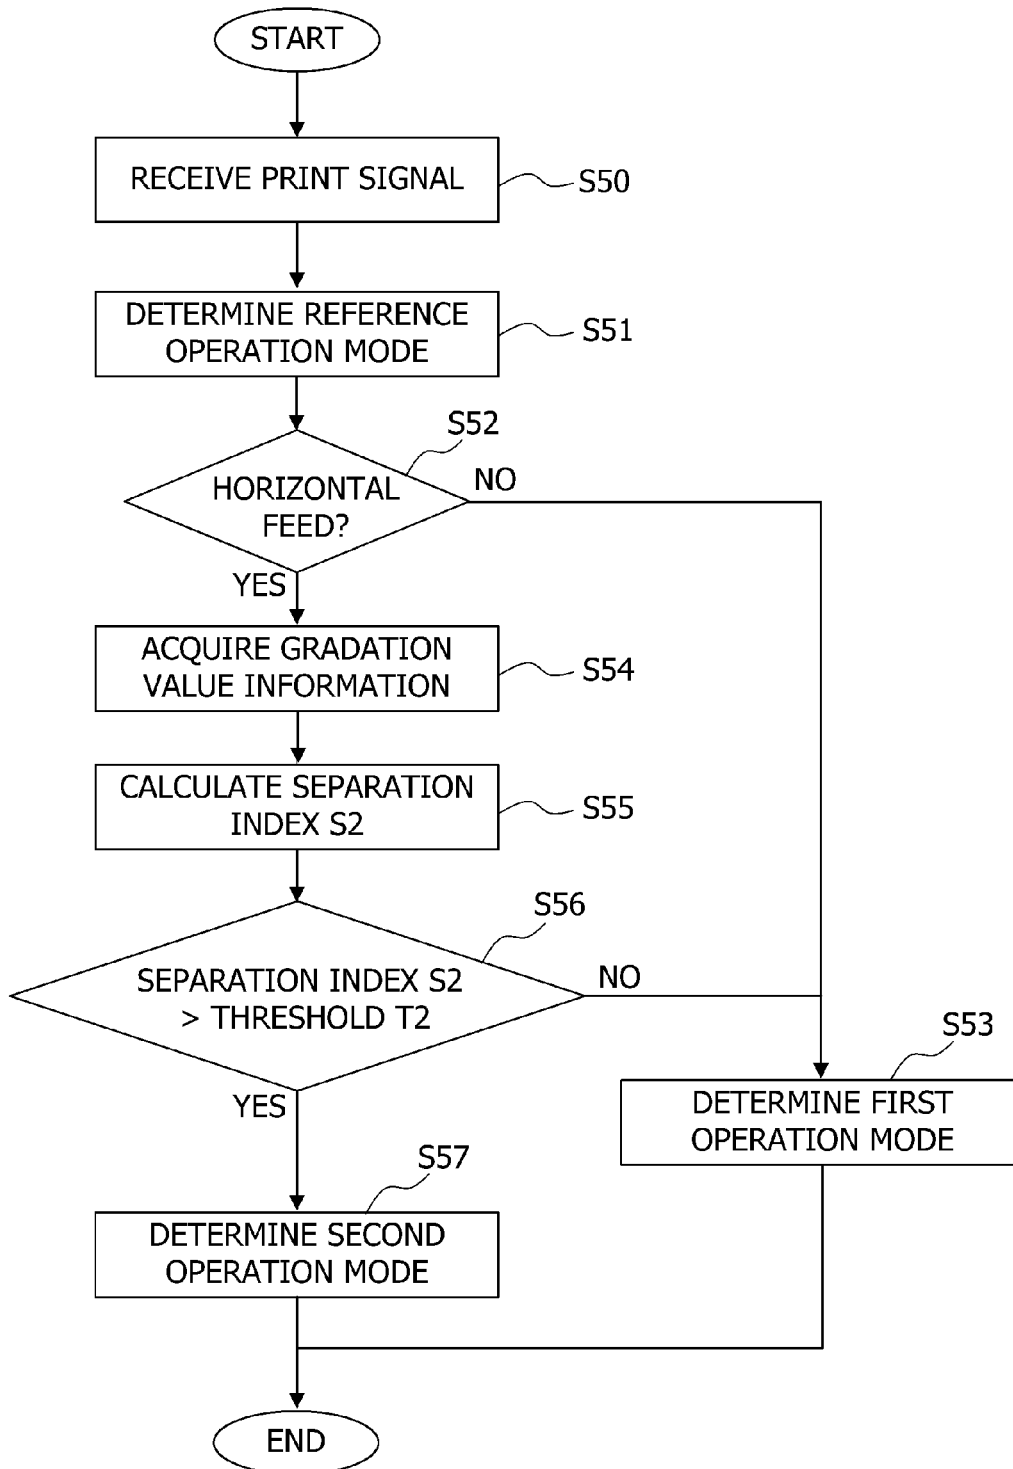 START
RECEIVE PRINT SIGNAL
S50
DETERMINE REFERENCE
OPERATION MODE
S51
S52
HORIZONTAL
FEED?
NO
YES
ACQUIRE GRADATION
VALUE INFORMATION
S54
CALCULATE SEPARATION
INDEX S2
S55
S56
SEPARATION INDEX S2
> THRESHOLD T2
NO
YES
S53
DETERMINE FIRST
OPERATION MODE
S57
DETERMINE SECOND
OPERATION MODE
END